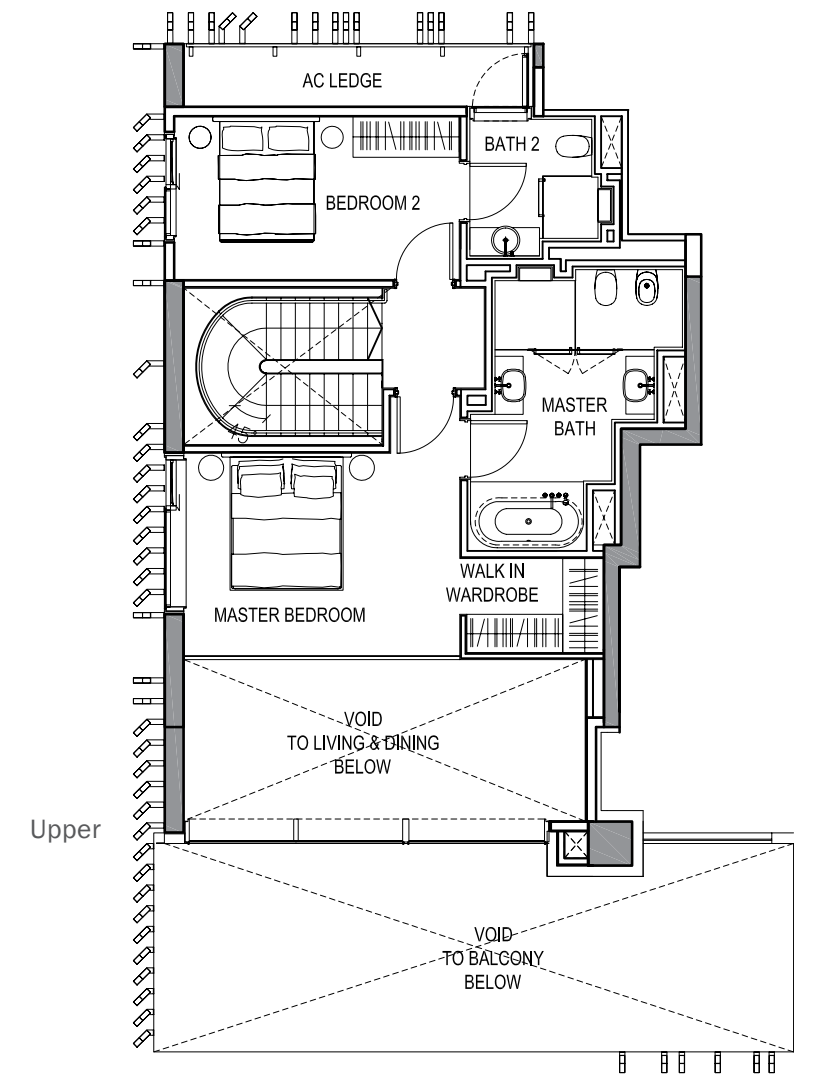 AC LEDGE
BATH 2
BEDROOM 2
MASTER
BATH
WALK IN
WARDROBE
MASTER BEDROOM
VOID
TO LIVING & DINING
BELOW
Upper
VOID
TO BALCONY
BELOW